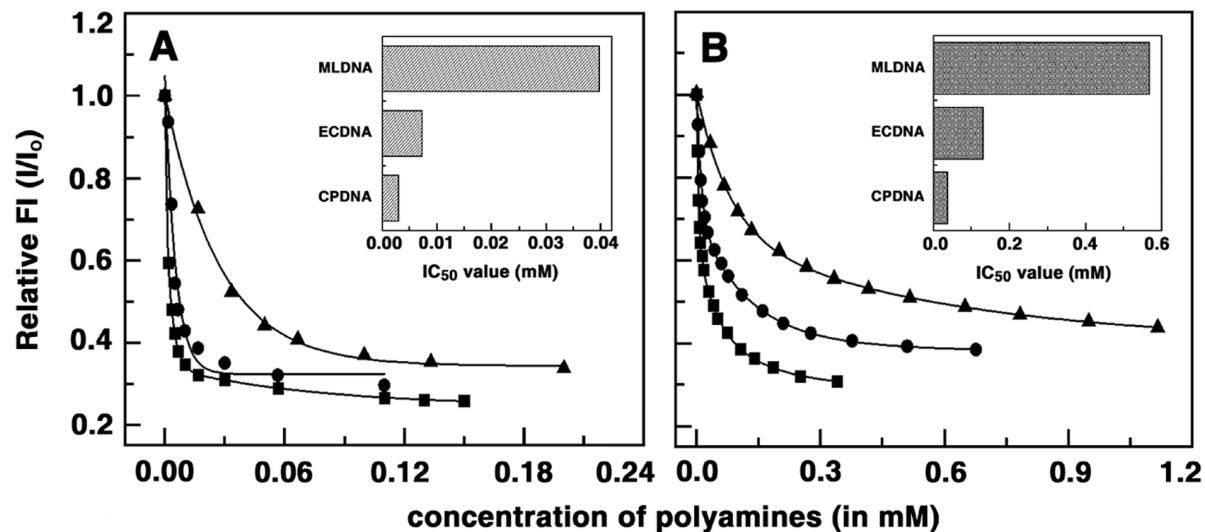 Relative FI (I/I₀)
1.2
1.0
0.8
0.6
0.4
0.2
A
MLDNA
ECDNA
CPDNA
0.00 0.01 0.02 0.03 0.04
IC₅₀ value (mM)
0.00 0.06 0.12 0.18 0.24
B
MLDNA
ECDNA
CPDNA
0.0 0.2 0.4 0.6
IC₅₀ value (mM)
0.0 0.3 0.6 0.9 1.2
concentration of polyamines (in mM)